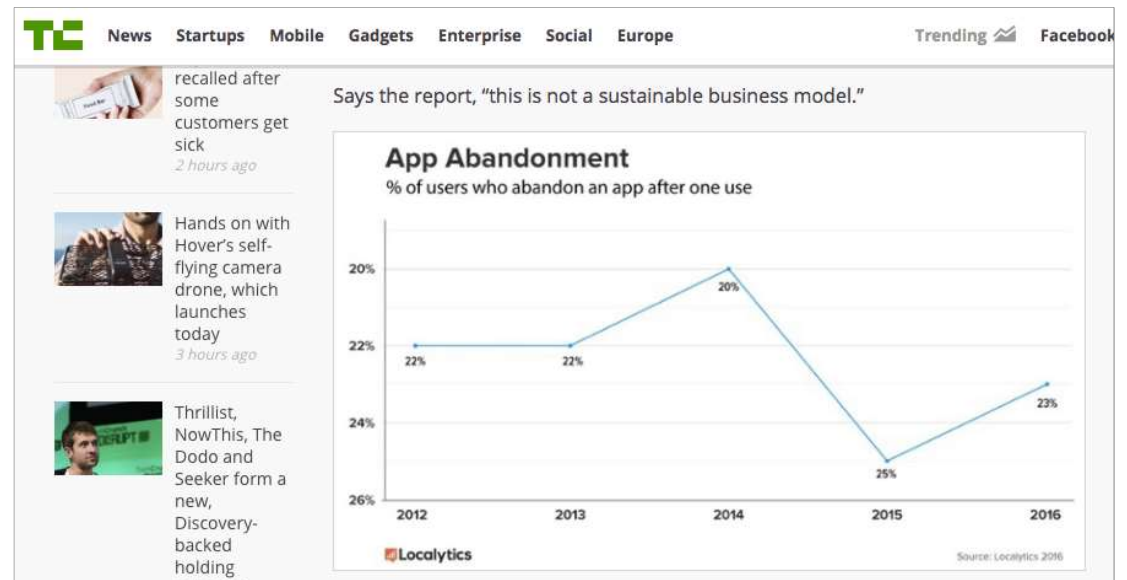 TC News Startups Mobile Gadgets Enterprise Social Europe Trending Facebook
recalled after
some
customers get
sick
2 hours ago
Hands on with
Hover's self-
flying camera
drone, which
launches
today
3 hours ago
Thrillist,
NowThis, The
Dodo and
Seeker form a
new,
Discovery-
backed
holding
Says the report, “this is not a sustainable business model.”
App Abandonment
% of users who abandon an app after one use
20%
22%
24%
26%
22%
22%
20%
25%
23%
2012 2013 2014 2015 2016
Localytics
Source: Localytics 2016